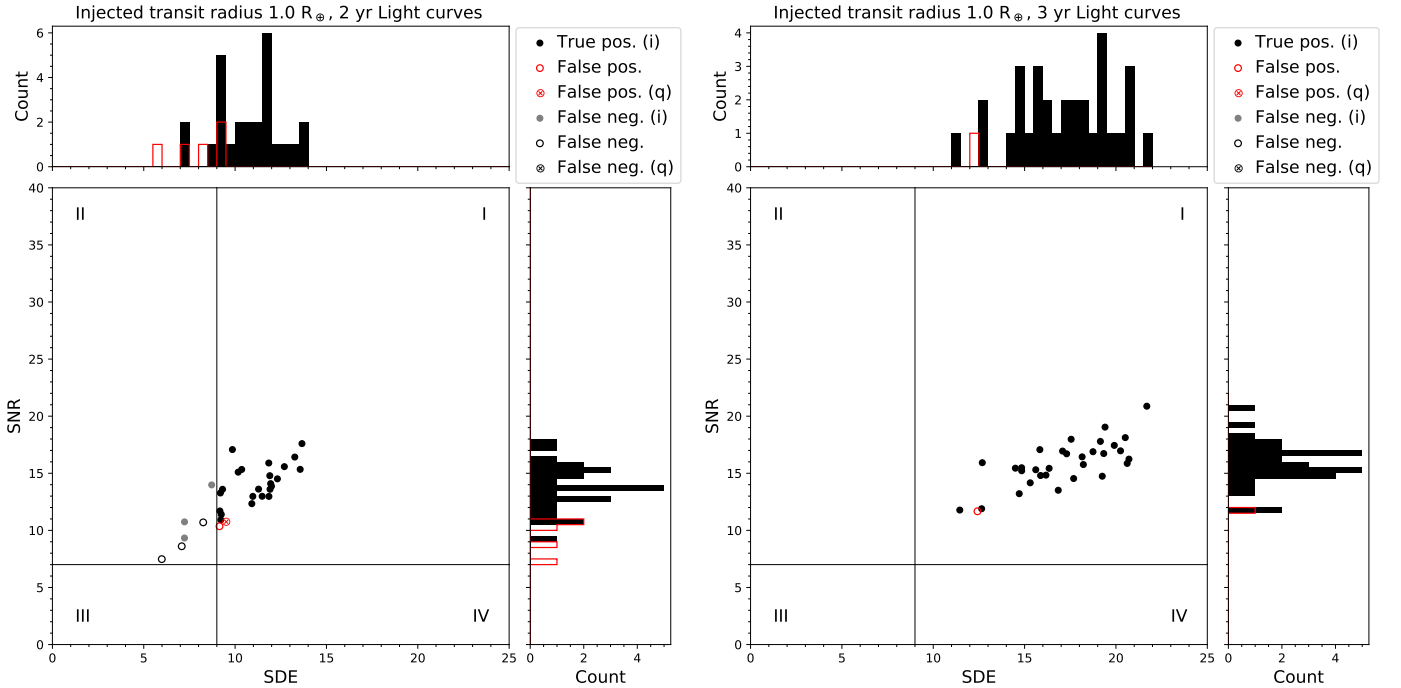 Injected transit radius 1.0 R⊕, 2 yr Light curves
Count
0
2
4
6
True pos. (i)
False pos.
False pos. (q)
False neg. (i)
False neg.
False neg. (q)
II
I
III
IV
SNR
0
5
10
15
20
25
30
35
40
0
5
10
15
20
25
SDE
0
2
4
Count
Injected transit radius 1.0 R⊕, 3 yr Light curves
Count
0
1
2
3
4
True pos. (i)
False pos.
False pos. (q)
False neg. (i)
False neg.
False neg. (q)
II
I
III
IV
SNR
0
5
10
15
20
25
30
35
40
0
5
10
15
20
25
SDE
0
2
4
Count